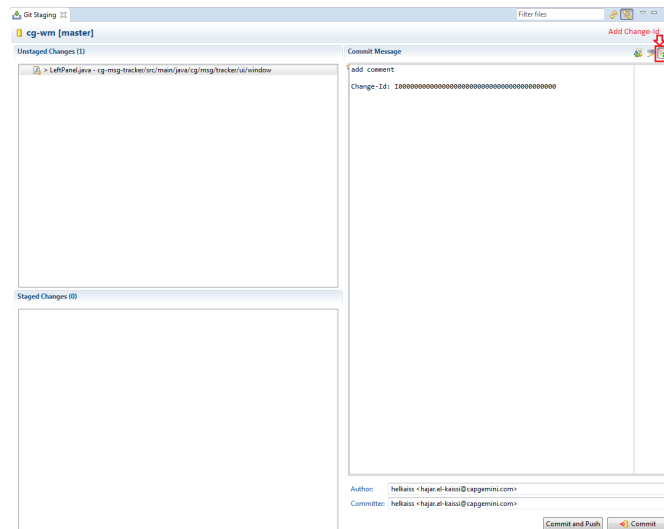 Git Staging
Filter files
cg-wm [master]
Add Change-Id
Unstaged Changes (1)
Commit Message
> LeftPanel.java - cg-msg-tracker/src/main/java/cg/msg/tracker/ui/window
add comment
Change-Id: I0000000000000000000000000000000000000000
Staged Changes (0)
Author: helkaiss <hajar.el-kaissi@capgemini.com>
Committer: helkaiss <hajar.el-kaissi@capgemini.com>
Commit and Push
Commit